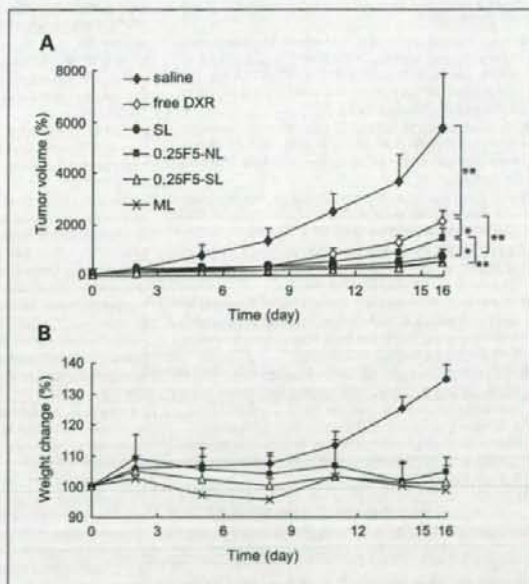 A
8000
6000
4000
2000
0
Tumor volume (%)
saline
free DXR
SL
0.25F5-NL
0.25F5-SL
ML
**
*
*
**
**
0 3 6 9 12 15 16
Time (day)
B
140
130
120
110
100
90
Weight change (%)
0 3 6 9 12 15 16
Time (day)